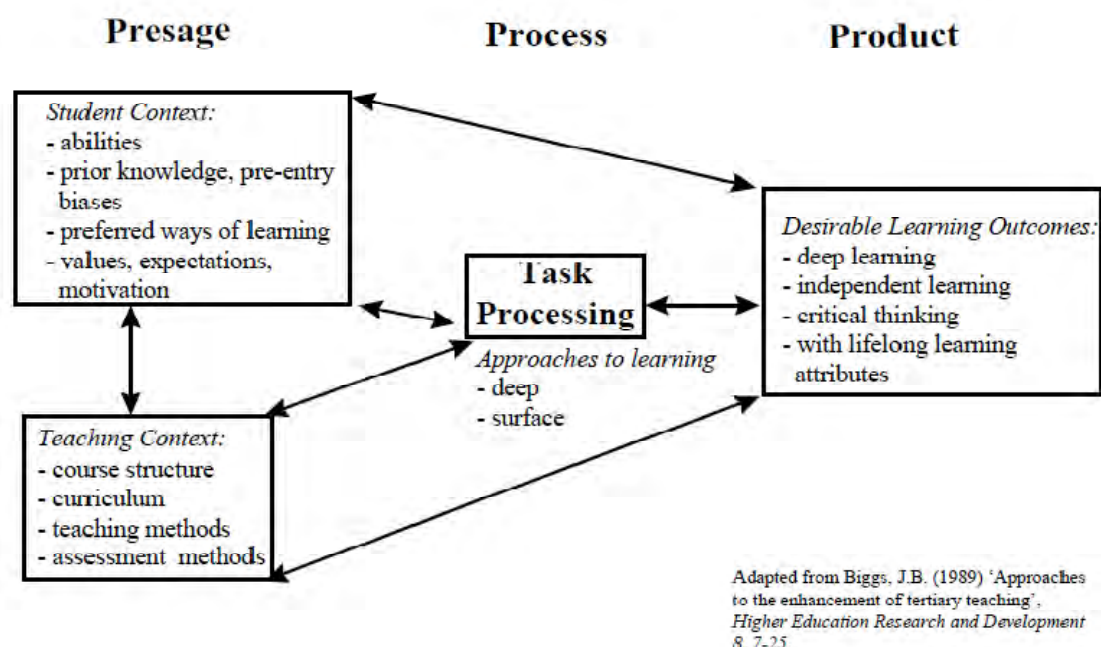 Presage
Process
Product
Student Context:
- abilities
- prior knowledge, pre-entry
biases
- preferred ways of learning
- values, expectations,
motivation
Task
Processing
Approaches to learning
- deep
- surface
Desirable Learning Outcomes:
- deep learning
- independent learning
- critical thinking
- with lifelong learning
attributes
Teaching Context:
- course structure
- curriculum
- teaching methods
- assessment methods
Adapted from Biggs, J.B. (1989) ‘Approaches
to the enhancement of tertiary teaching’,
Higher Education Research and Development
8, 7-25